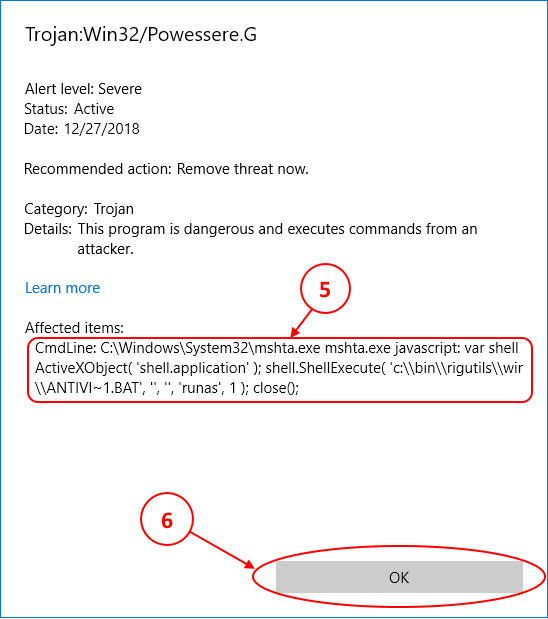 Trojan:Win32/Powessere.G
Alert level: Severe
Status: Active
Date: 12/27/2018
Recommended action: Remove threat now.
Category: Trojan
Details: This program is dangerous and executes commands from an
attacker.
Learn more
5
Affected items:
CmdLine: C:\Windows\System32\mshta.exe mshta.exe javascript: var shell
ActiveXObject( 'shell.application' ); shell.ShellExecute( 'c:\\bin\\rigutils\\wir
\\ANTIVI~1.BAT', '', '', 'runas', 1 ); close();
6
OK